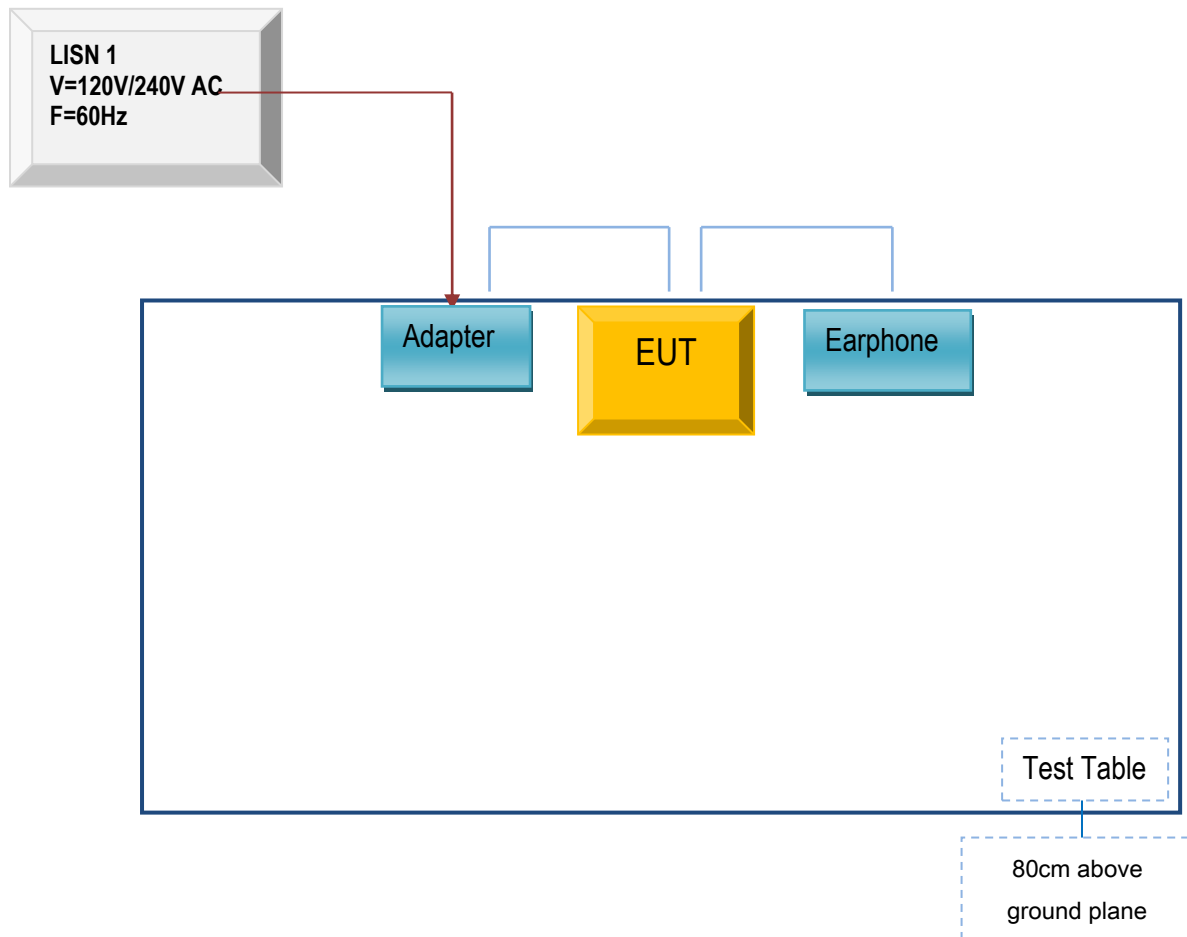 LISN 1
V=120V/240V AC
F=60Hz
Adapter
EUT
Earphone
Test Table
80cm above
ground plane